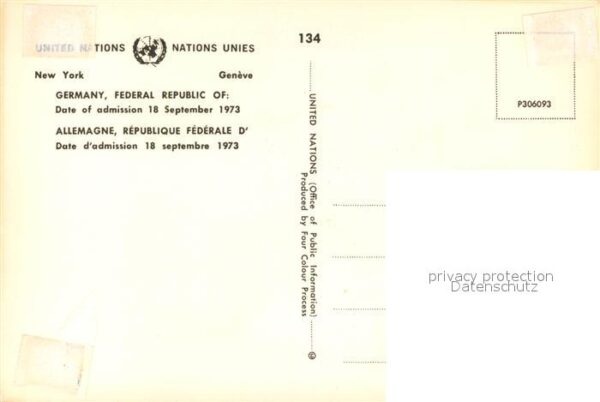 134
UNITED NATIONS NATIONS UNIES
New York Genève
GERMANY, FEDERAL REPUBLIC OF:
Date of admission 18 September 1973
ALLEMAGNE, RÉPUBLIQUE FÉDÉRALE D'
Date d'admission 18 septembre 1973
UNITED NATIONS (Office of Public Information)
Produced by Four Colour Process
©
P306093
privacy protection
Datenschutz